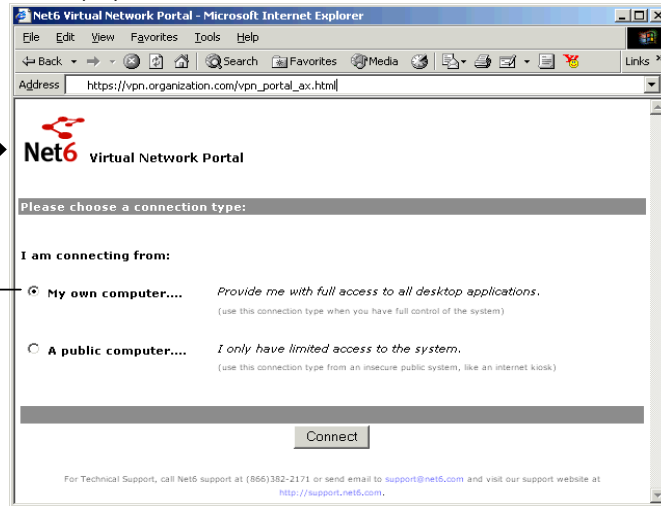 Net6 Virtual Network Portal - Microsoft Internet Explorer
File Edit View Favorites Tools Help
Back Search Favorites Media Links »
Address https://vpn.organization.com/vpn_portal_ax.html
Net6 Virtual Network Portal
Please choose a connection type:
I am connecting from:
My own computer.... Provide me with full access to all desktop applications.
(use this connection type when you have full control of the system)
A public computer.... I only have limited access to the system.
(use this connection type from an insecure public system, like an internet kiosk)
Connect
For Technical Support, call Net6 support at (866)382-2171 or send email to support@net6.com and visit our support website at
http://support.net6.com.